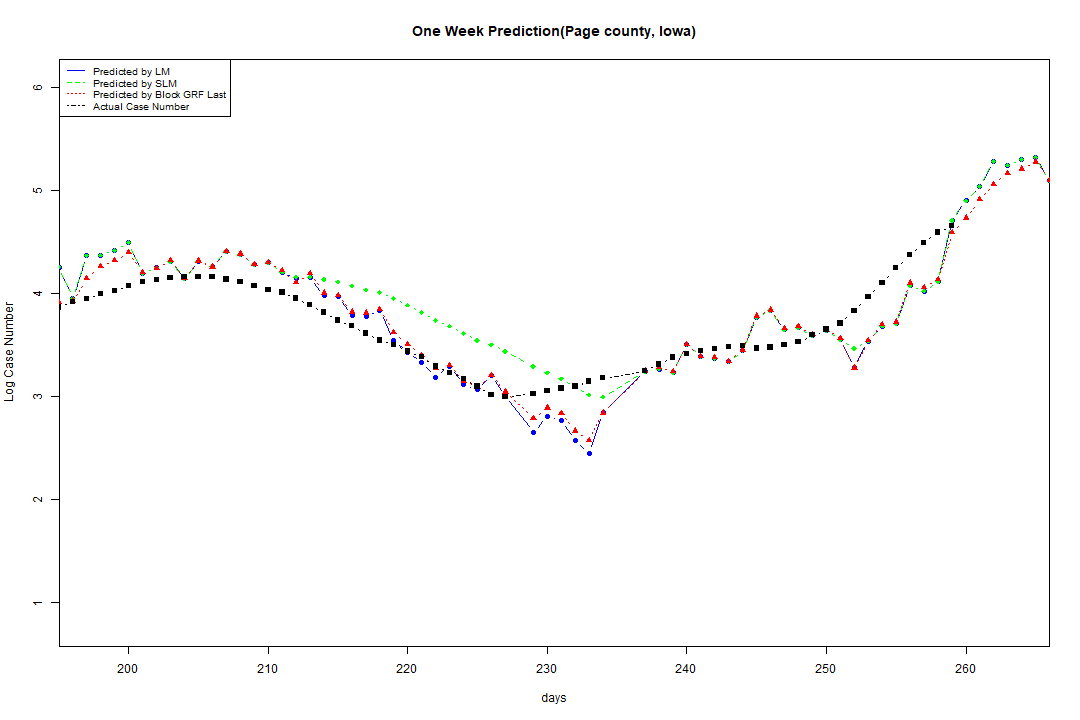 One Week Prediction(Page county, Iowa)
Predicted by LM
Predicted by SLM
Predicted by Block GRF Last
Actual Case Number
Log Case Number
6
5
4
3
2
1
200 210 220 230 240 250 260
days